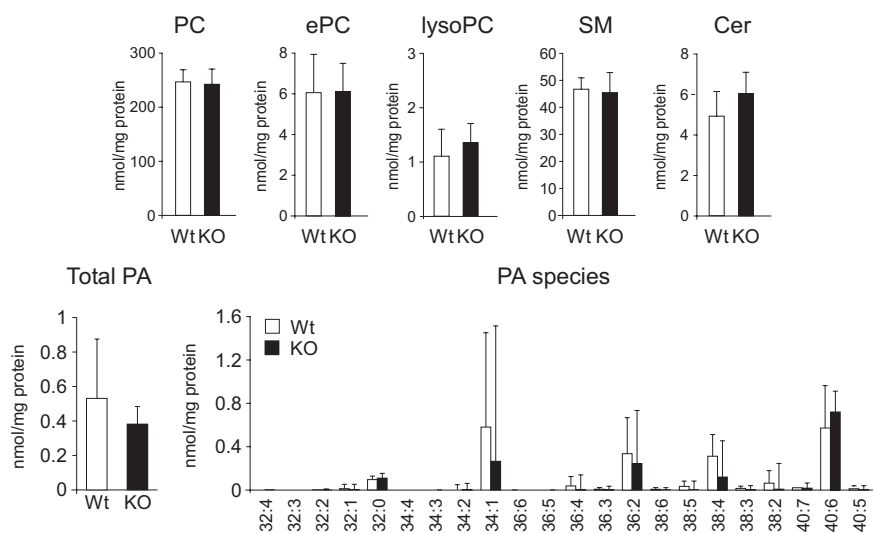 PC ePC lysoPC SM Cer
nmol/mg protein
300
200
100
0
Wt KO
nmol/mg protein
8
6
4
2
0
Wt KO
nmol/mg protein
3
2
1
0
Wt KO
nmol/mg protein
60
50
40
30
20
10
0
Wt KO
nmol/mg protein
8
6
4
2
0
Wt KO
Total PA
nmol/mg protein
1
0.8
0.6
0.4
0.2
0
Wt KO
PA species
nmol/mg protein
1.6
1.2
0.8
0.4
0
Wt
KO
32:4 32:3 32:2 32:1 32:0 34:4 34:3 34:2 34:1 36:6 36:5 36:4 36:3 36:2 38:6 38:5 38:4 38:3 38:2 40:7 40:6 40:5